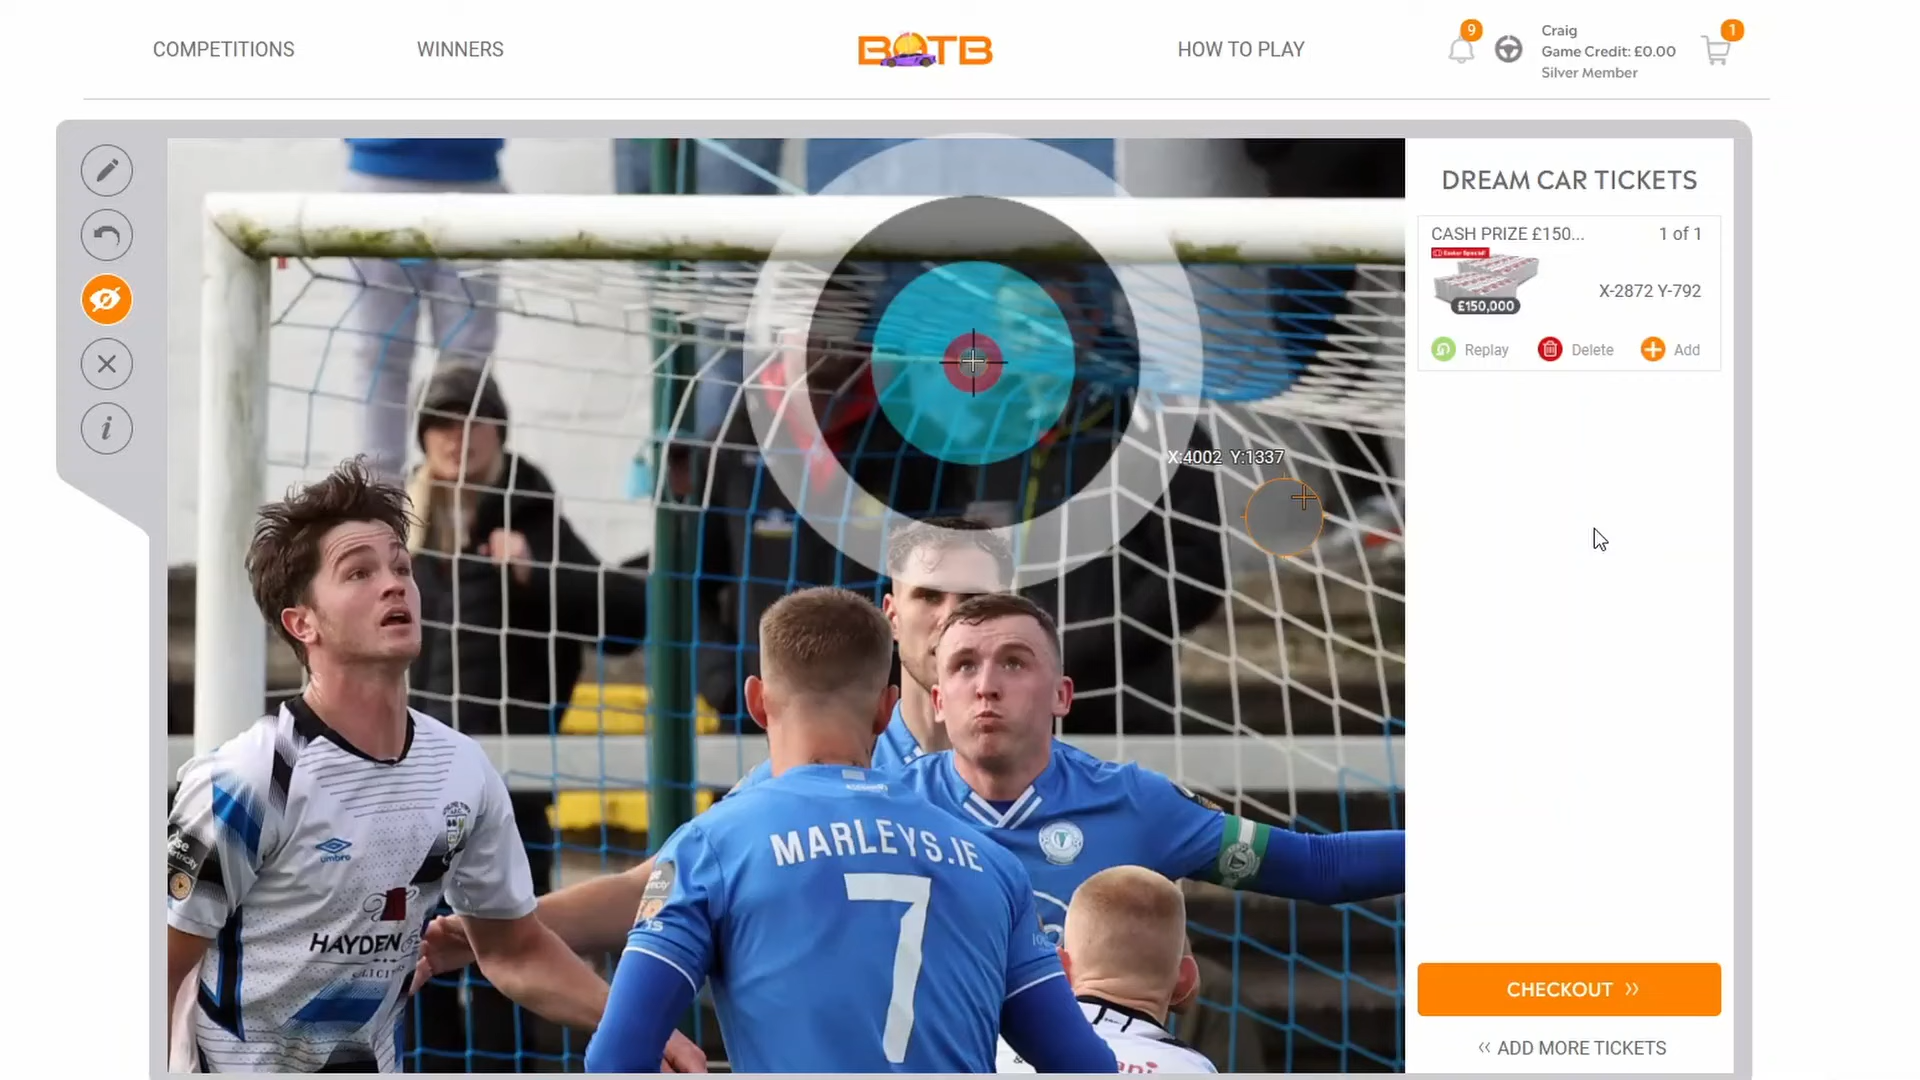 COMPETITIONS
WINNERS
BOTB
HOW TO PLAY
9
Craig
Game Credit: £0.00
Silver Member
1
DREAM CAR TICKETS
CASH PRIZE £150...
1 of 1
£150,000
X-2872 Y-792
Replay
Delete
Add
X:4002 Y:1337
i
MARLEYS.IE
7
umbro
HAYDEN
CHECKOUT »
« ADD MORE TICKETS